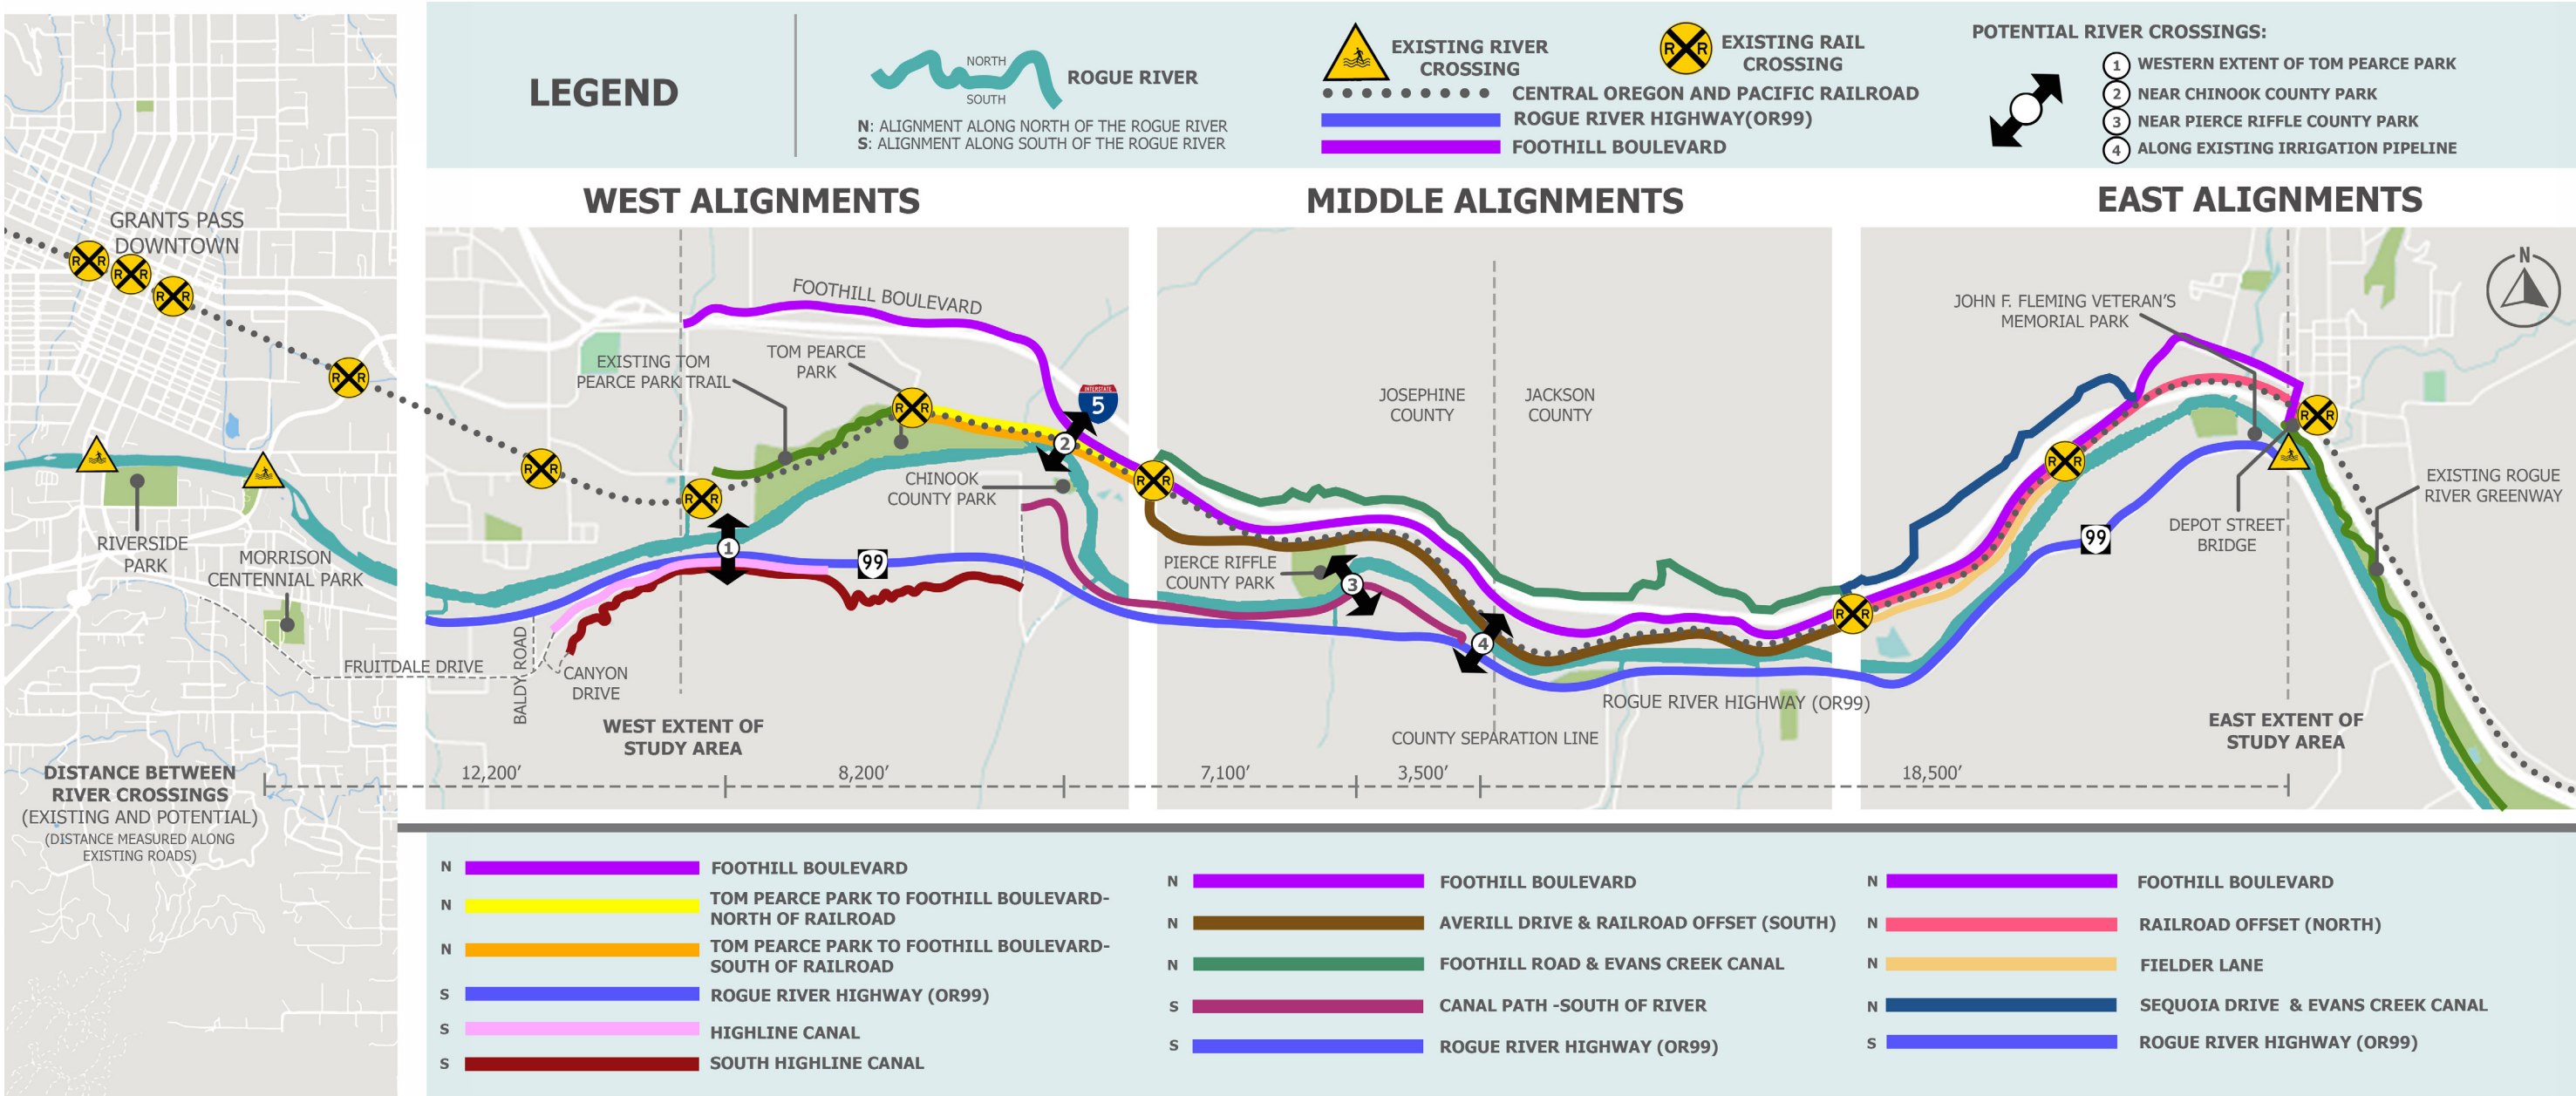 LEGEND
NORTH
SOUTH
ROGUE RIVER
N: ALIGNMENT ALONG NORTH OF THE ROGUE RIVER
S: ALIGNMENT ALONG SOUTH OF THE ROGUE RIVER
EXISTING RIVER
CROSSING
R R
EXISTING RAIL
CROSSING
CENTRAL OREGON AND PACIFIC RAILROAD
ROGUE RIVER HIGHWAY(OR99)
FOOTHILL BOULEVARD
POTENTIAL RIVER CROSSINGS:
1 WESTERN EXTENT OF TOM PEARCE PARK
2 NEAR CHINOOK COUNTY PARK
3 NEAR PIERCE RIFFLE COUNTY PARK
4 ALONG EXISTING IRRIGATION PIPELINE
WEST ALIGNMENTS
MIDDLE ALIGNMENTS
EAST ALIGNMENTS
GRANTS PASS
DOWNTOWN
R R
R R
R R
R R
RIVERSIDE
PARK
MORRISON
CENTENNIAL PARK
FRUITDALE DRIVE
BALDY ROAD
CANYON
DRIVE
R R
R R
FOOTHILL BOULEVARD
EXISTING TOM
PEARCE PARK TRAIL
TOM PEARCE
PARK
R R
INTERSTATE
5
1
2
99
CHINOOK
COUNTY PARK
WEST EXTENT OF
STUDY AREA
R R
JOSEPHINE
COUNTY
JACKSON
COUNTY
PIERCE RIFFLE
COUNTY PARK
3
4
ROGUE RIVER HIGHWAY (OR99)
COUNTY SEPARATION LINE
R R
R R
R R
JOHN F. FLEMING VETERAN'S
MEMORIAL PARK
N
99
DEPOT STREET
BRIDGE
EXISTING ROGUE
RIVER GREENWAY
EAST EXTENT OF
STUDY AREA
DISTANCE BETWEEN
RIVER CROSSINGS
(EXISTING AND POTENTIAL)
(DISTANCE MEASURED ALONG
EXISTING ROADS)
12,200'
8,200'
7,100'
3,500'
18,500'
N FOOTHILL BOULEVARD
N TOM PEARCE PARK TO FOOTHILL BOULEVARD-
NORTH OF RAILROAD
N TOM PEARCE PARK TO FOOTHILL BOULEVARD-
SOUTH OF RAILROAD
S ROGUE RIVER HIGHWAY (OR99)
S HIGHLINE CANAL
S SOUTH HIGHLINE CANAL
N FOOTHILL BOULEVARD
N AVERILL DRIVE & RAILROAD OFFSET (SOUTH)
N FOOTHILL ROAD & EVANS CREEK CANAL
S CANAL PATH -SOUTH OF RIVER
S ROGUE RIVER HIGHWAY (OR99)
N FOOTHILL BOULEVARD
N RAILROAD OFFSET (NORTH)
N FIELDER LANE
N SEQUOIA DRIVE & EVANS CREEK CANAL
S ROGUE RIVER HIGHWAY (OR99)